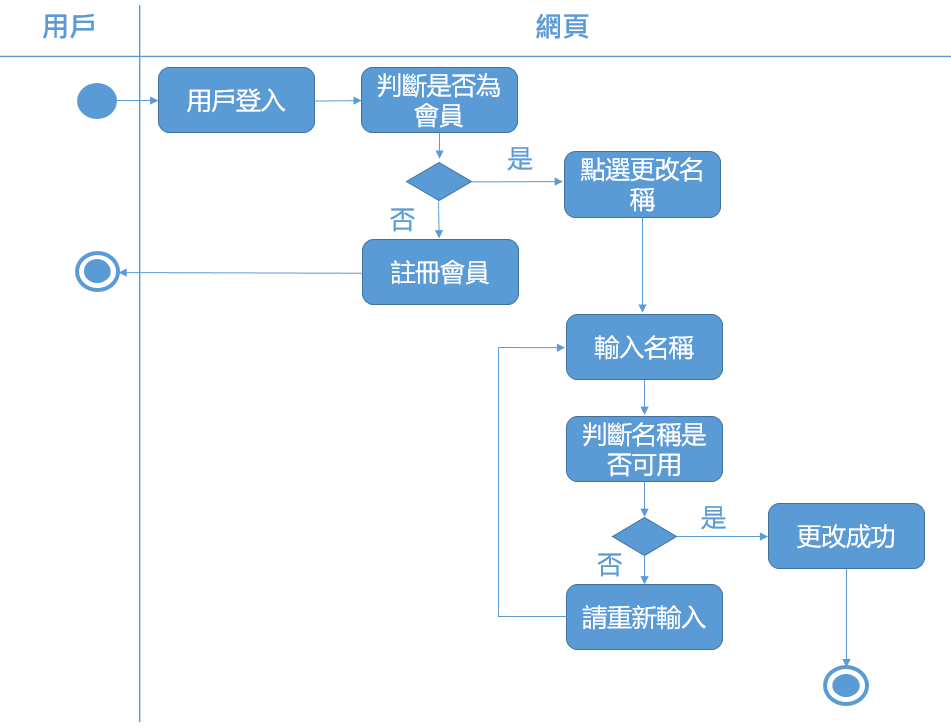 用戶
網頁
用戶登入
判斷是否為
會員
是
點選更改名
稱
否
註冊會員
輸入名稱
判斷名稱是
否可用
是
更改成功
否
請重新輸入